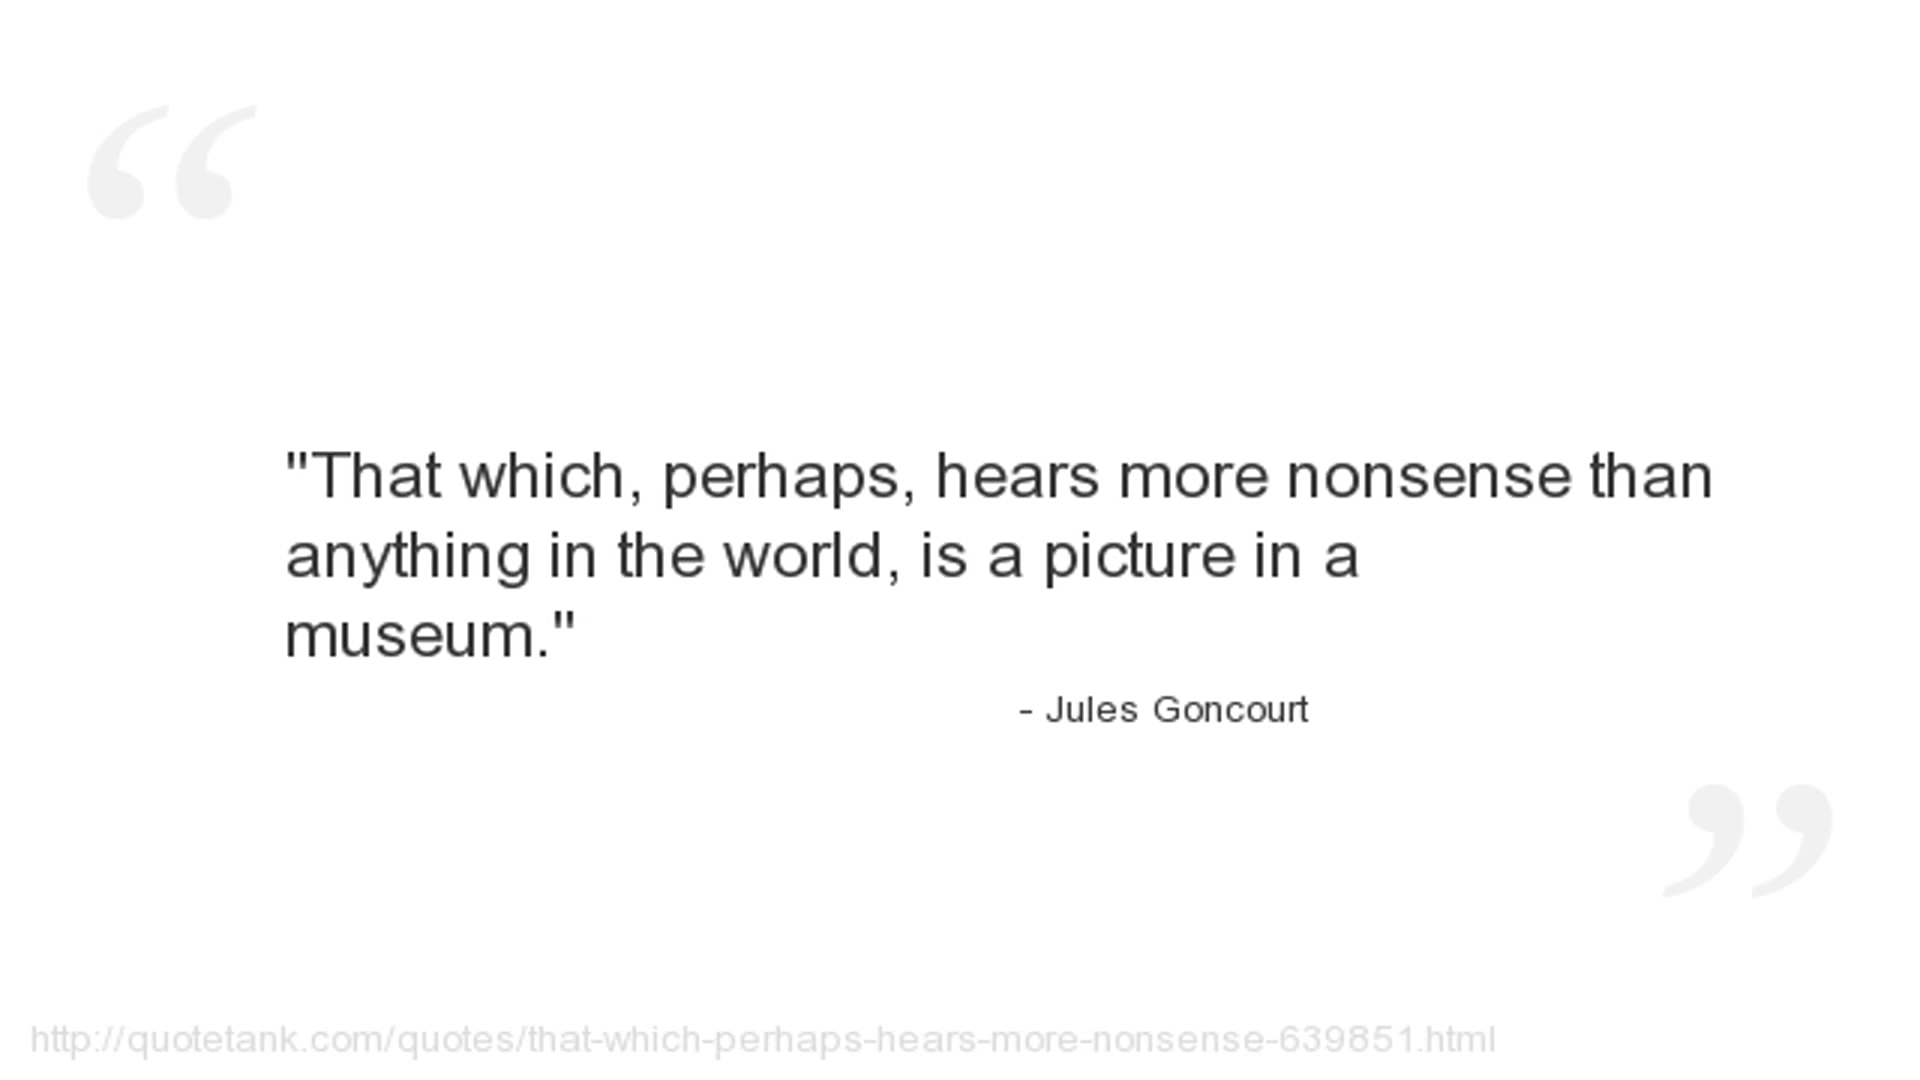 "That which, perhaps, hears more nonsense than
anything in the world, is a picture in a
museum."
- Jules Goncourt
http://quotetank.com/quotes/that-which-perhaps-hears-more-nonsense-639851.html